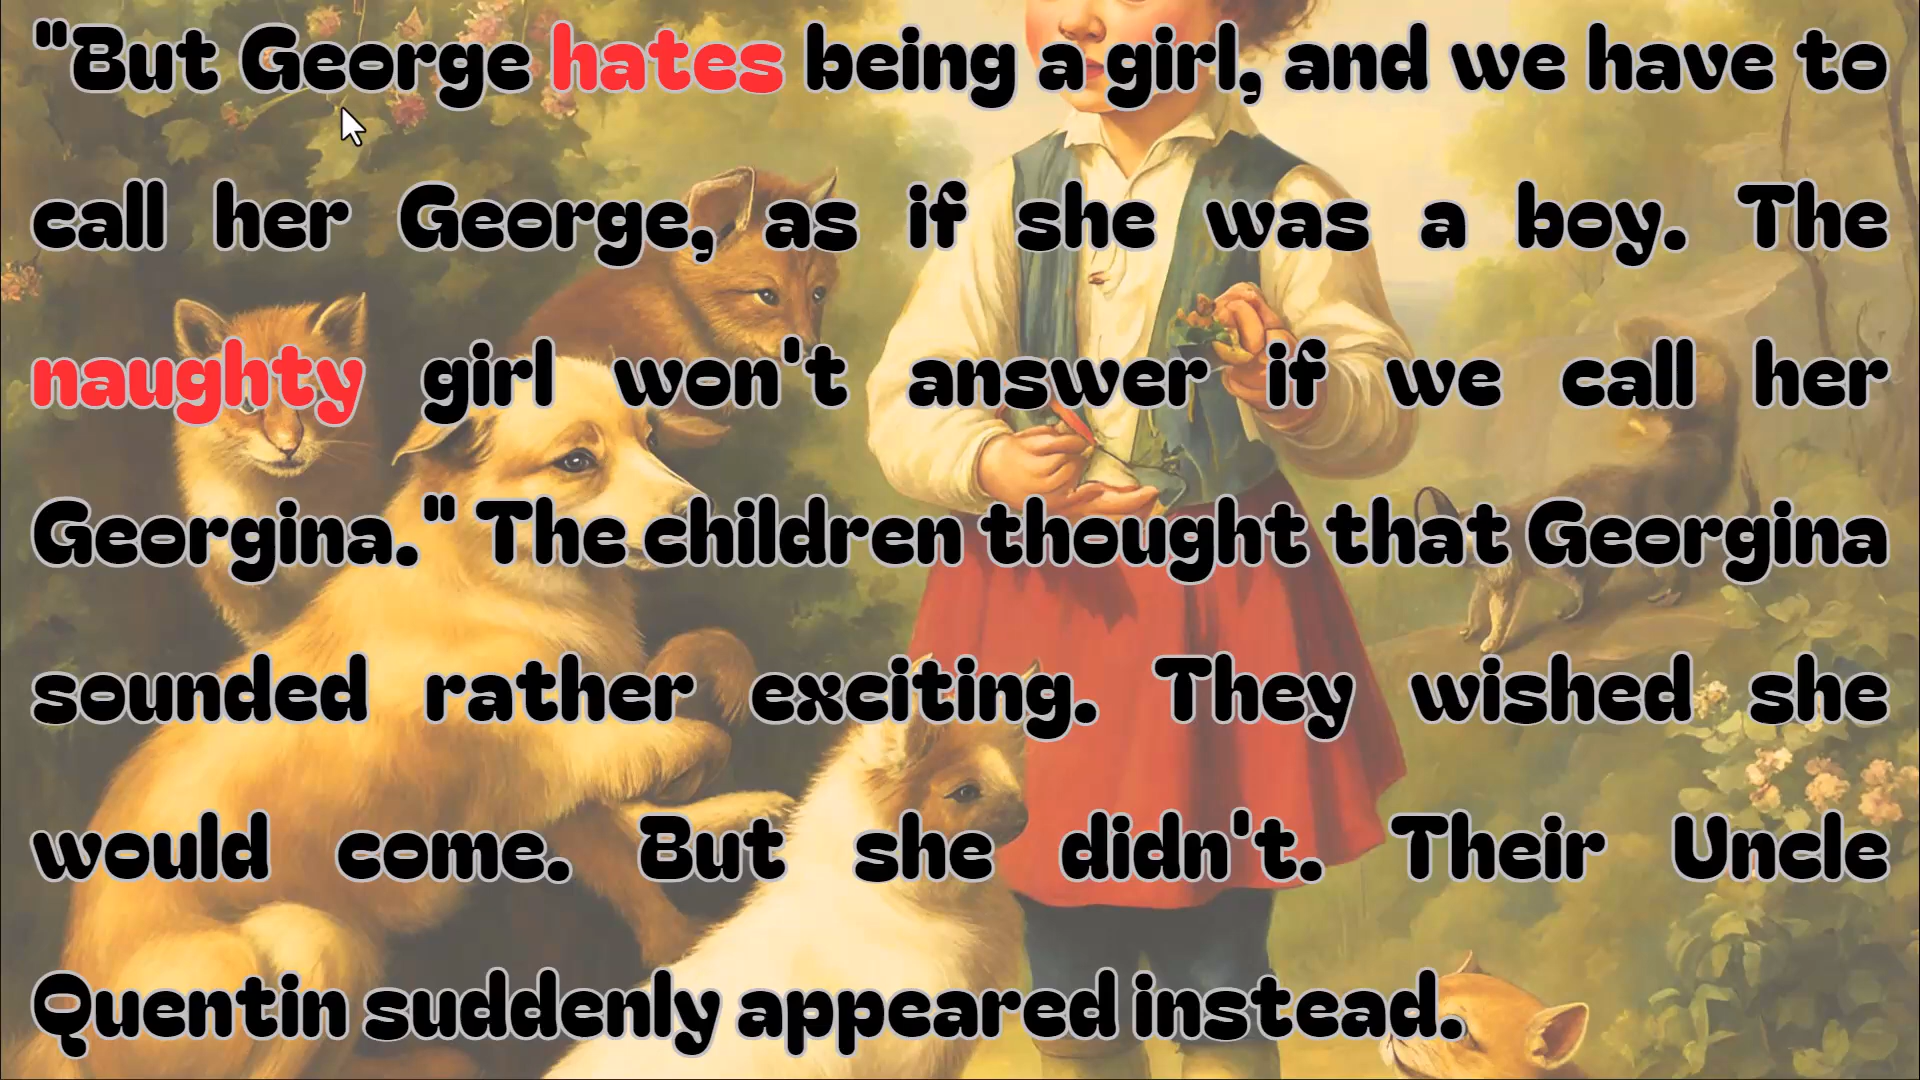 "But George hates being a girl, and we have to
call her George, as if she was a boy. The
naughty girl won't answer if we call her
Georgina." The children thought that Georgina
sounded rather exciting. They wished she
would come. But she didn't. Their Uncle
Quentin suddenly appeared instead.